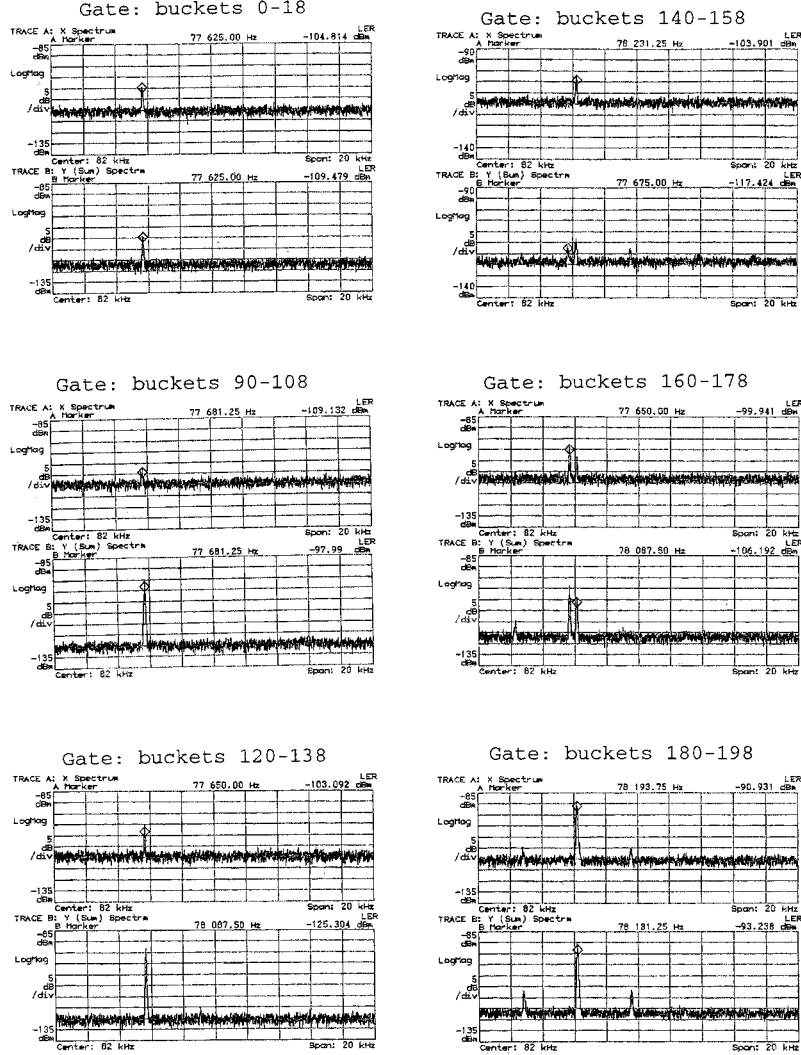 Gate: buckets 0-18
TRACE A: X Spectrum LER
A Marker 77 625.00 Hz -104.814 dBm
-85
dBm
LogMag
5
dB
/div
-135
dBm
Center: 82 kHz Span: 20 kHz
TRACE B: Y (Sum) Spectrm LER
B Marker 77 625.00 Hz -109.479 dBm
-85
dBm
LogMag
5
dB
/div
-135
dBm
Center: 82 kHz Span: 20 kHz
Gate: buckets 140-158
TRACE A: X Spectrum LER
A Marker 78 231.25 Hz -103.901 dBm
-90
dBm
LogMag
5
dB
/div
-140
dBm
Center: 82 kHz Span: 20 kHz
TRACE B: Y (Sum) Spectrm LER
B Marker 77 675.00 Hz -117.424 dBm
-90
dBm
LogMag
5
dB
/div
-140
dBm
Center: 82 kHz Span: 20 kHz
Gate: buckets 90-108
TRACE A: X Spectrum LER
A Marker 77 681.25 Hz -109.132 dBm
-85
dBm
LogMag
5
dB
/div
-135
dBm
Center: 82 kHz Span: 20 kHz
TRACE B: Y (Sum) Spectrm LER
B Marker 77 681.25 Hz -97.99 dBm
-85
dBm
LogMag
5
dB
/div
-135
dBm
Center: 82 kHz Span: 20 kHz
Gate: buckets 160-178
TRACE A: X Spectrum LER
A Marker 77 650.00 Hz -99.941 dBm
-85
dBm
LogMag
5
dB
/div
-135
dBm
Center: 82 kHz Span: 20 kHz
TRACE B: Y (Sum) Spectrm LER
B Marker 78 087.50 Hz -106.192 dBm
-85
dBm
LogMag
5
dB
/div
-135
dBm
Center: 82 kHz Span: 20 kHz
Gate: buckets 120-138
TRACE A: X Spectrum LER
A Marker 77 650.00 Hz -103.092 dBm
-85
dBm
LogMag
5
dB
/div
-135
dBm
Center: 82 kHz Span: 20 kHz
TRACE B: Y (Sum) Spectrm LER
B Marker 78 087.50 Hz -125.304 dBm
-85
dBm
LogMag
5
dB
/div
-135
dBm
Center: 82 kHz Span: 20 kHz
Gate: buckets 180-198
TRACE A: X Spectrum LER
A Marker 78 193.75 Hz -90.931 dBm
-85
dBm
LogMag
5
dB
/div
-135
dBm
Center: 82 kHz Span: 20 kHz
TRACE B: Y (Sum) Spectrm LER
B Marker 78 181.25 Hz -93.238 dBm
-85
dBm
LogMag
5
dB
/div
-135
dBm
Center: 82 kHz Span: 20 kHz